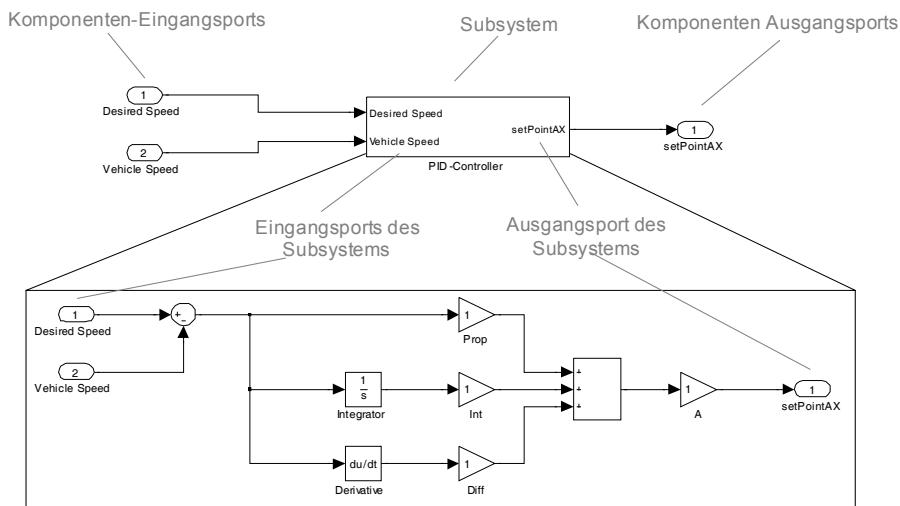 Komponenten-Eingangsports
Subsystem
Komponenten Ausgangsports
1
Desired Speed
2
Vehicle Speed
Desired Speed
Vehicle Speed
setPointAX
PID-Controller
1
setPointAX
Eingangsports des
Subsystems
Ausgangsport des
Subsystems
1
Desired Speed
2
Vehicle Speed
+
−
1
Prop
1
s
Integrator
1
Int
du/dt
Derivative
1
Diff
+
+
+
1
A
1
setPointAX